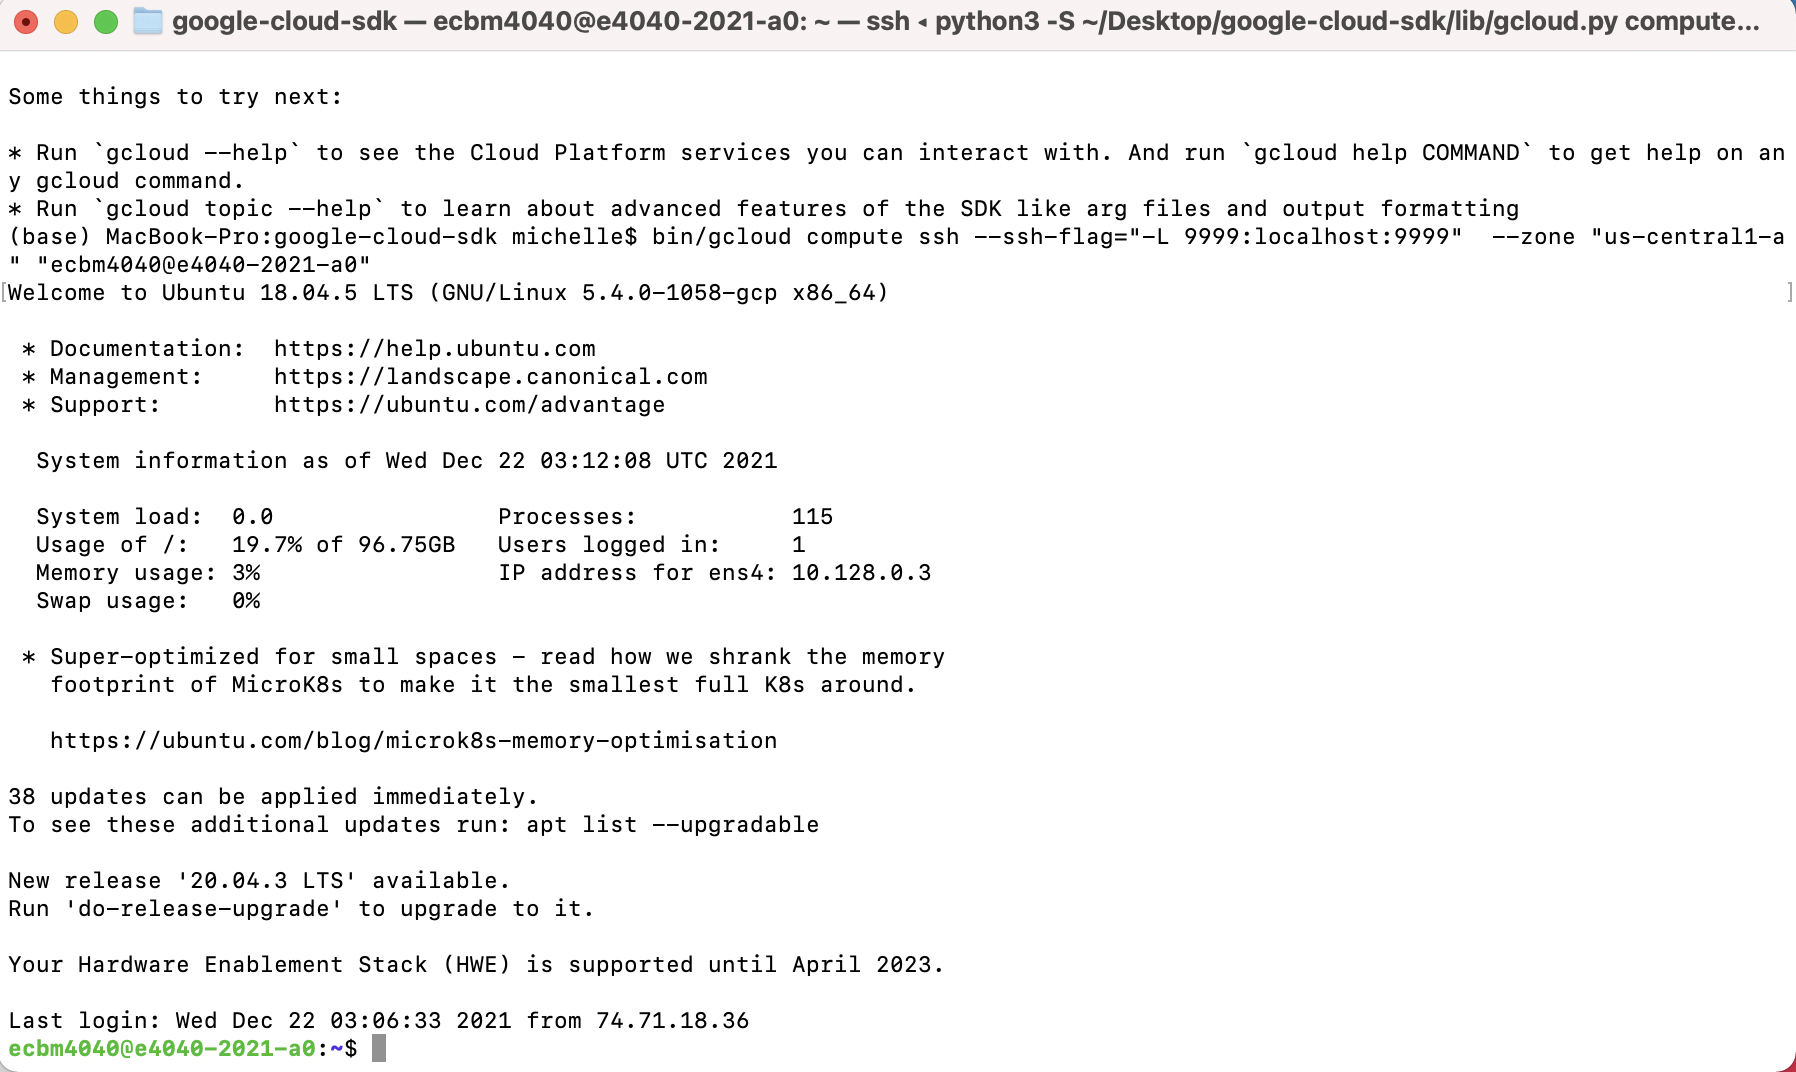 google-cloud-sdk — ecbm4040@e4040-2021-a0: ~ — ssh ◂ python3 -S ~/Desktop/google-cloud-sdk/lib/gcloud.py compute...
Some things to try next:
* Run `gcloud --help` to see the Cloud Platform services you can interact with. And run `gcloud help COMMAND` to get help on an
y gcloud command.
* Run `gcloud topic --help` to learn about advanced features of the SDK like arg files and output formatting
(base) MacBook-Pro:google-cloud-sdk michelle$ bin/gcloud compute ssh --ssh-flag="-L 9999:localhost:9999"  --zone "us-central1-a
" "ecbm4040@e4040-2021-a0"
[Welcome to Ubuntu 18.04.5 LTS (GNU/Linux 5.4.0-1058-gcp x86_64) ]
* Documentation:  https://help.ubuntu.com
* Management:     https://landscape.canonical.com
* Support:        https://ubuntu.com/advantage
System information as of Wed Dec 22 03:12:08 UTC 2021
System load:  0.0                Processes:           115
Usage of /:   19.7% of 96.75GB   Users logged in:     1
Memory usage: 3%                 IP address for ens4: 10.128.0.3
Swap usage:   0%
* Super-optimized for small spaces - read how we shrank the memory
footprint of MicroK8s to make it the smallest full K8s around.
https://ubuntu.com/blog/microk8s-memory-optimisation
38 updates can be applied immediately.
To see these additional updates run: apt list --upgradable
New release '20.04.3 LTS' available.
Run 'do-release-upgrade' to upgrade to it.
Your Hardware Enablement Stack (HWE) is supported until April 2023.
Last login: Wed Dec 22 03:06:33 2021 from 74.71.18.36
ecbm4040@e4040-2021-a0:~$